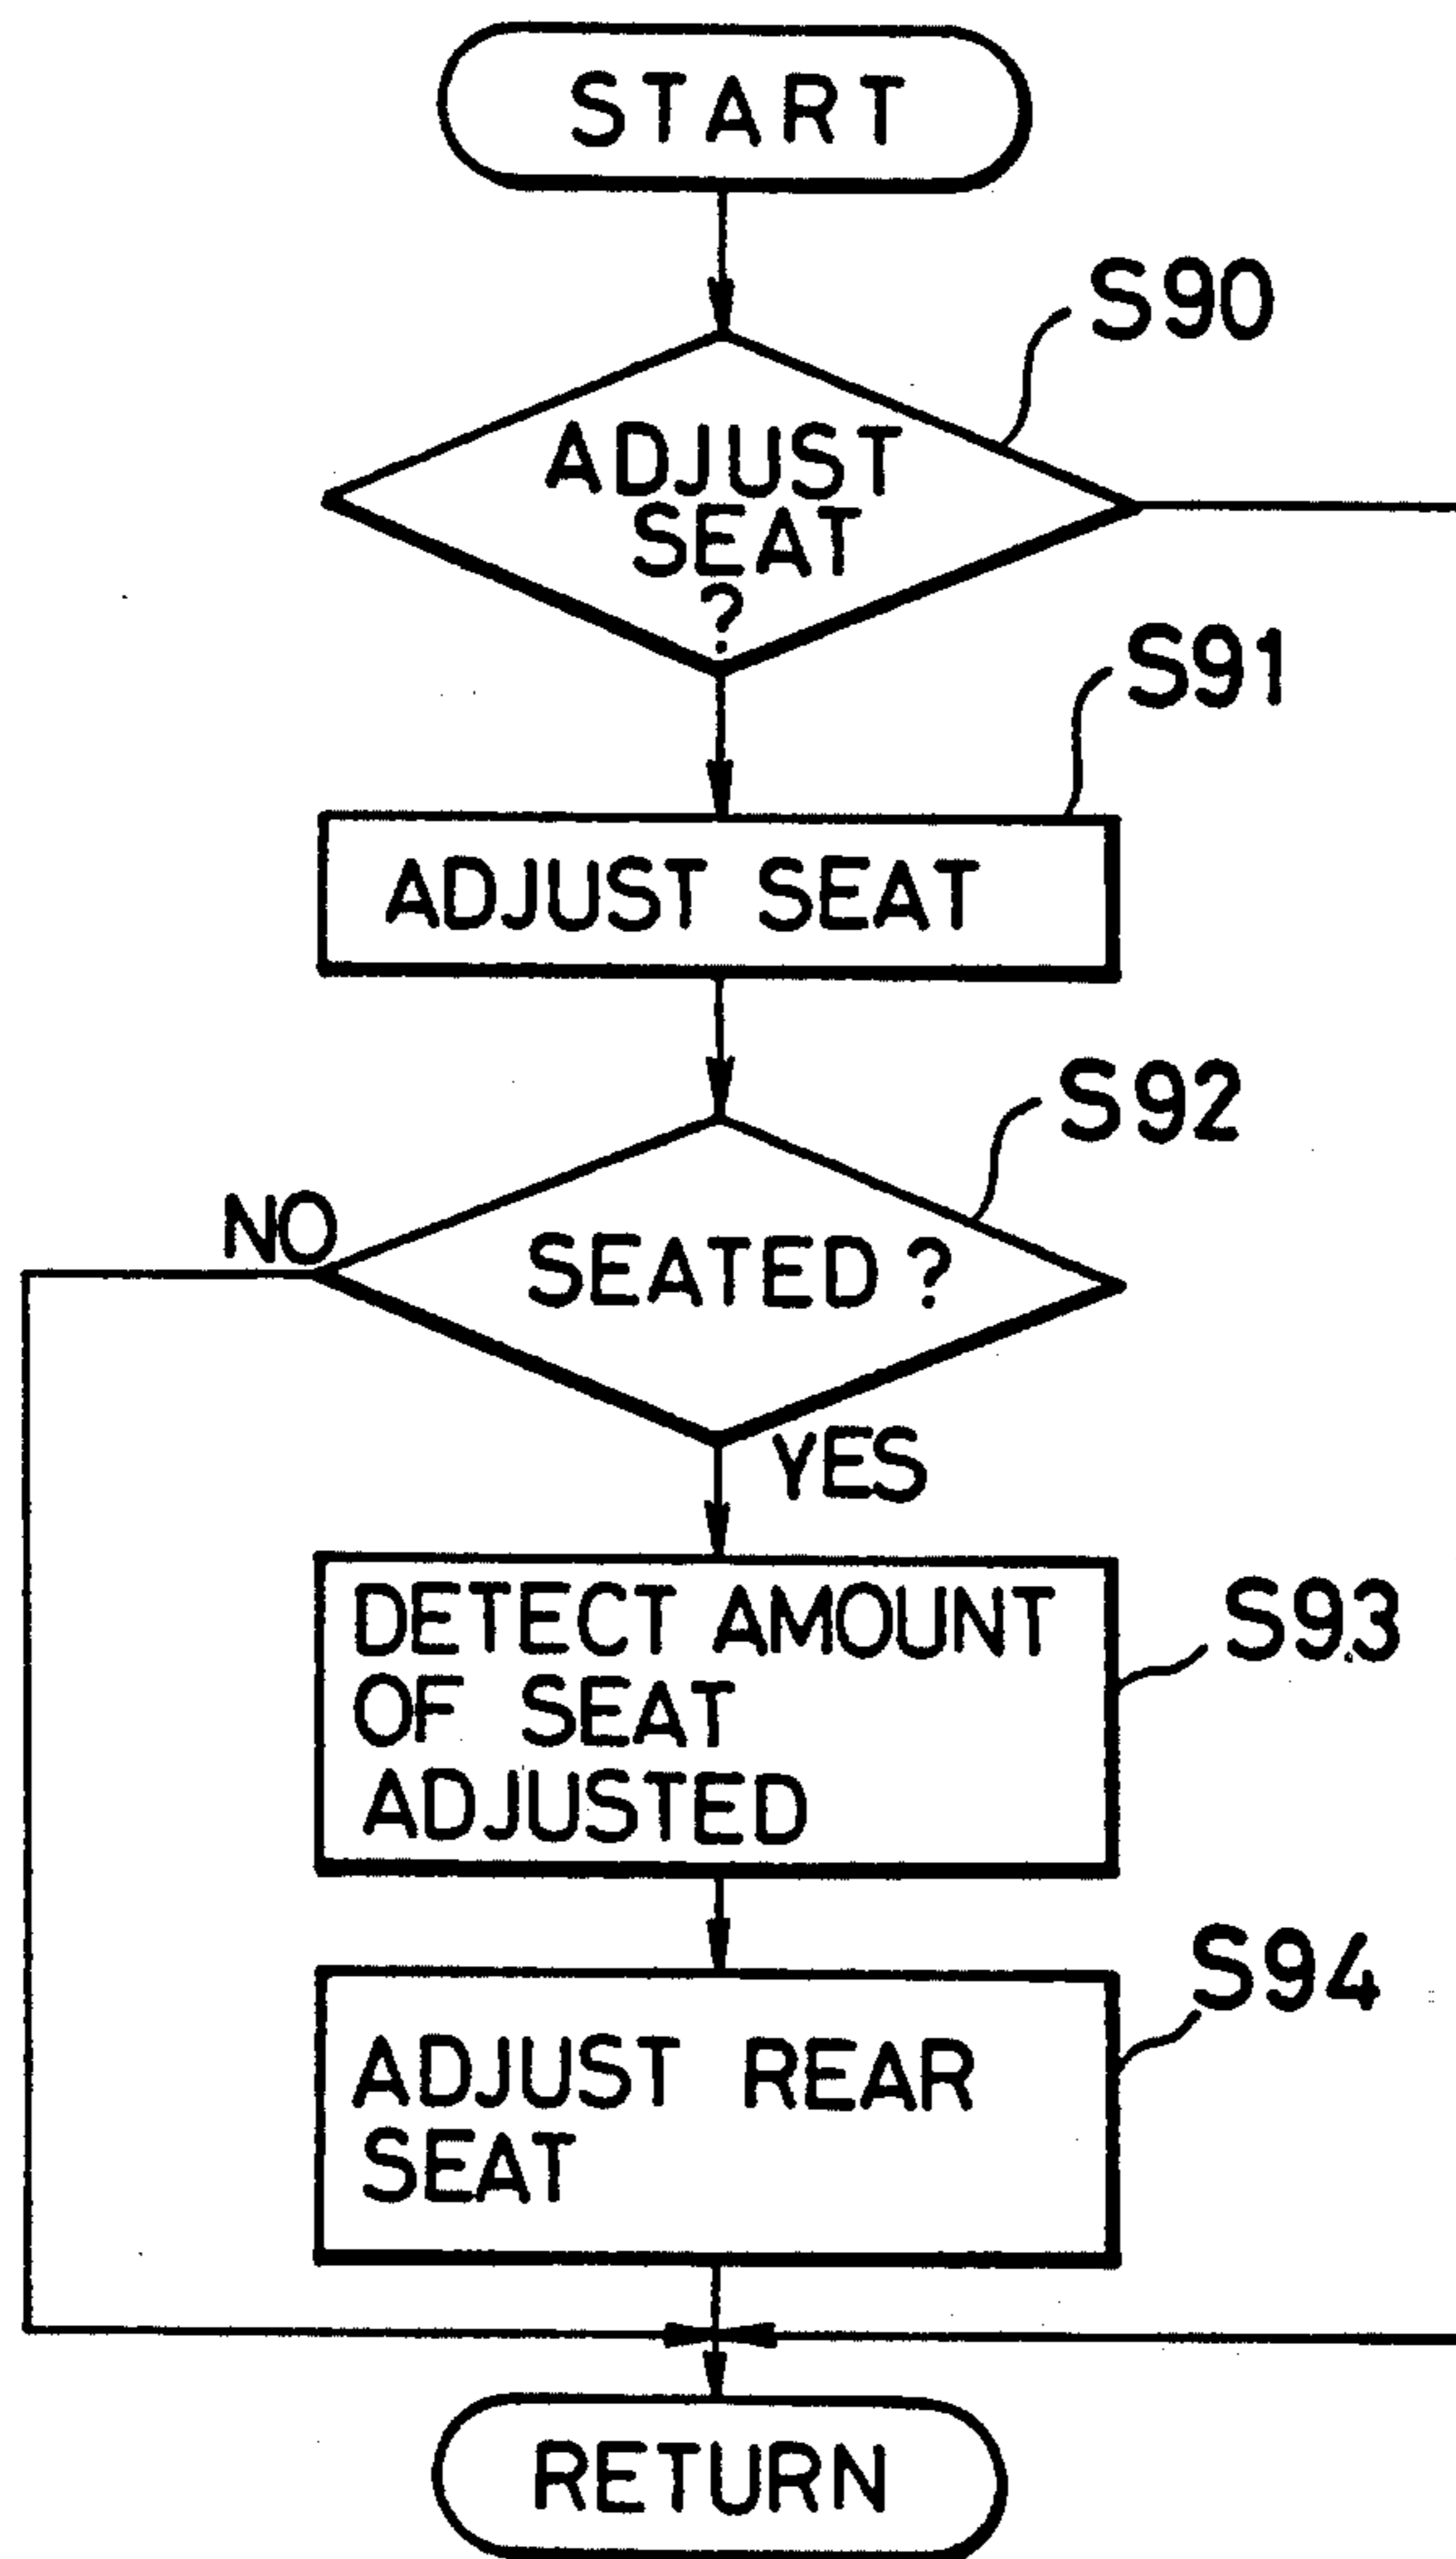 START
S90
ADJUST
SEAT
?
S91
ADJUST SEAT
S92
NO
SEATED ?
YES
DETECT AMOUNT
OF SEAT
ADJUSTED
S93
S94
ADJUST REAR
SEAT
RETURN